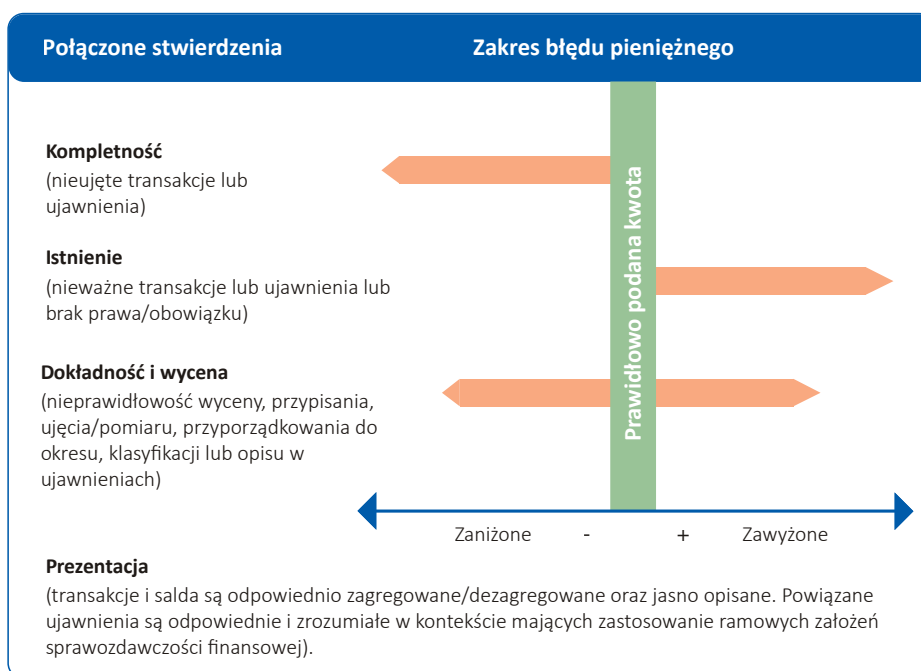 Połączone stwierdzenia
Zakres błędu pieniężnego
Kompletność
(nieujęte transakcje lub
ujawnienia)
Istnienie
(nieważne transakcje lub ujawnienia lub
brak prawa/obowiązku)
Dokładność i wycena
(nieprawidłowość wyceny, przypisania,
ujęcia/pomiaru, przyporządkowania do
okresu, klasyfikacji lub opisu w
ujawnieniach)
Prawidłowo podana kwota
Zaniżone - + Zawyżone
Prezentacja
(transakcje i salda są odpowiednio zagregowane/dezagregowane oraz jasno opisane. Powiązane
ujawnienia są odpowiednie i zrozumiałe w kontekście mających zastosowanie ramowych założeń
sprawozdawczości finansowej).